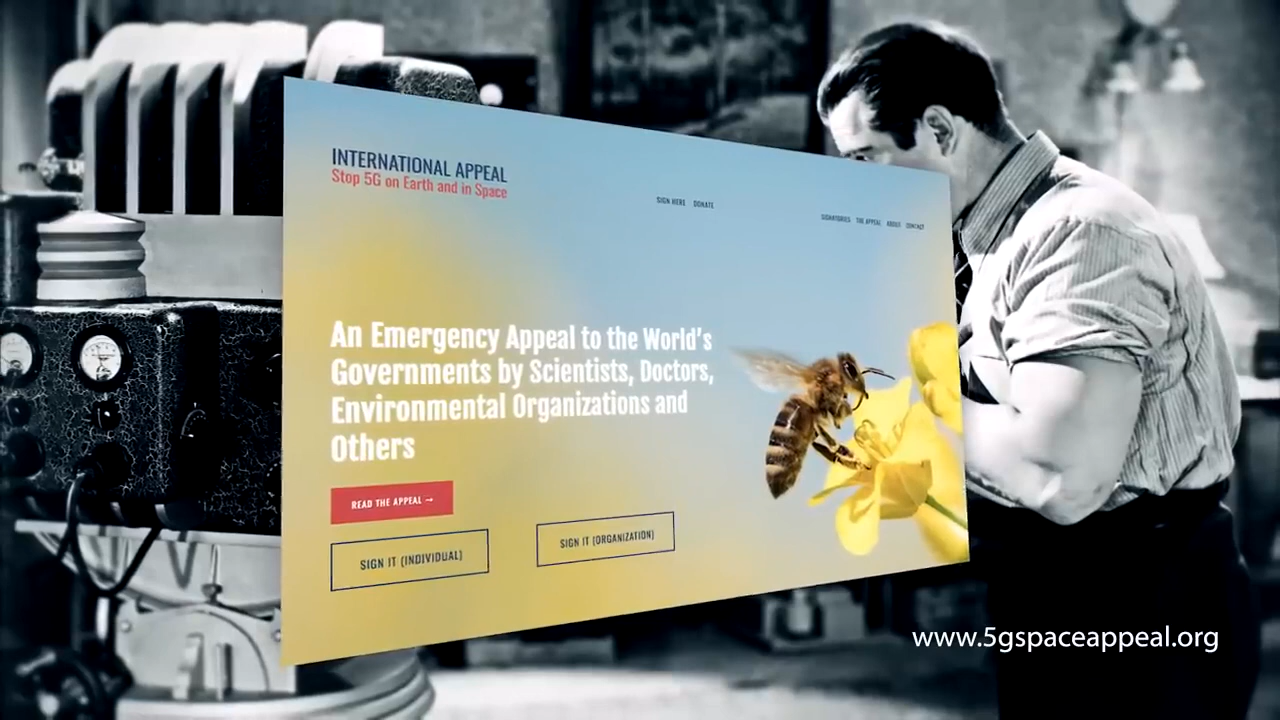 INTERNATIONAL APPEAL
Stop 5G on Earth and in Space
SIGN HERE DONATE
SIGNATORIES THE APPEAL ABOUT CONTACT
An Emergency Appeal to the World's
Governments by Scientists, Doctors,
Environmental Organizations and
Others
READ THE APPEAL →
SIGN IT (INDIVIDUAL)
SIGN IT (ORGANIZATION)
www.5gspaceappeal.org